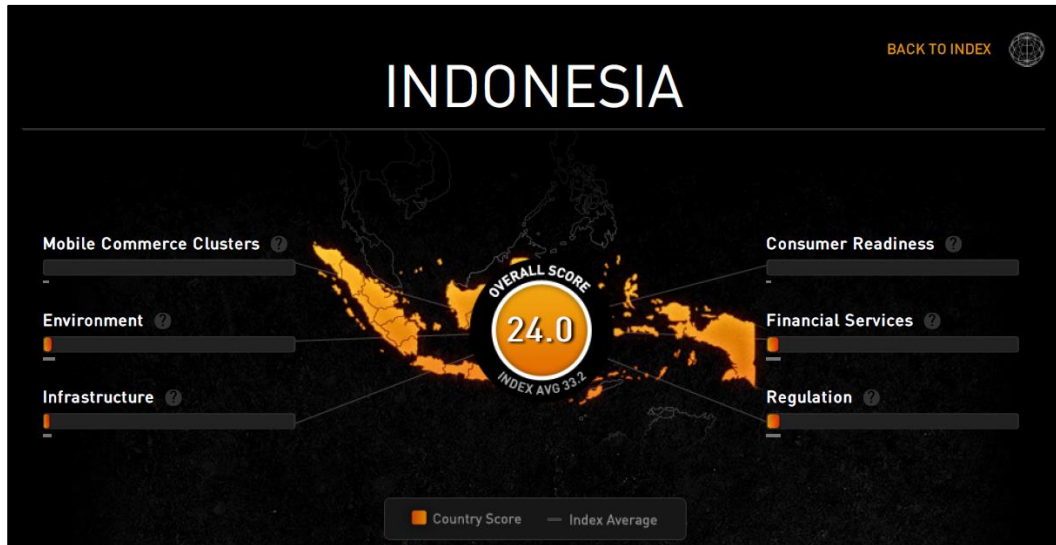 BACK TO INDEX
INDONESIA
Mobile Commerce Clusters ?
Environment ?
Infrastructure ?
OVERALL SCORE
24.0
INDEX AVG 33.2
Consumer Readiness ?
Financial Services ?
Regulation ?
Country Score
Index Average